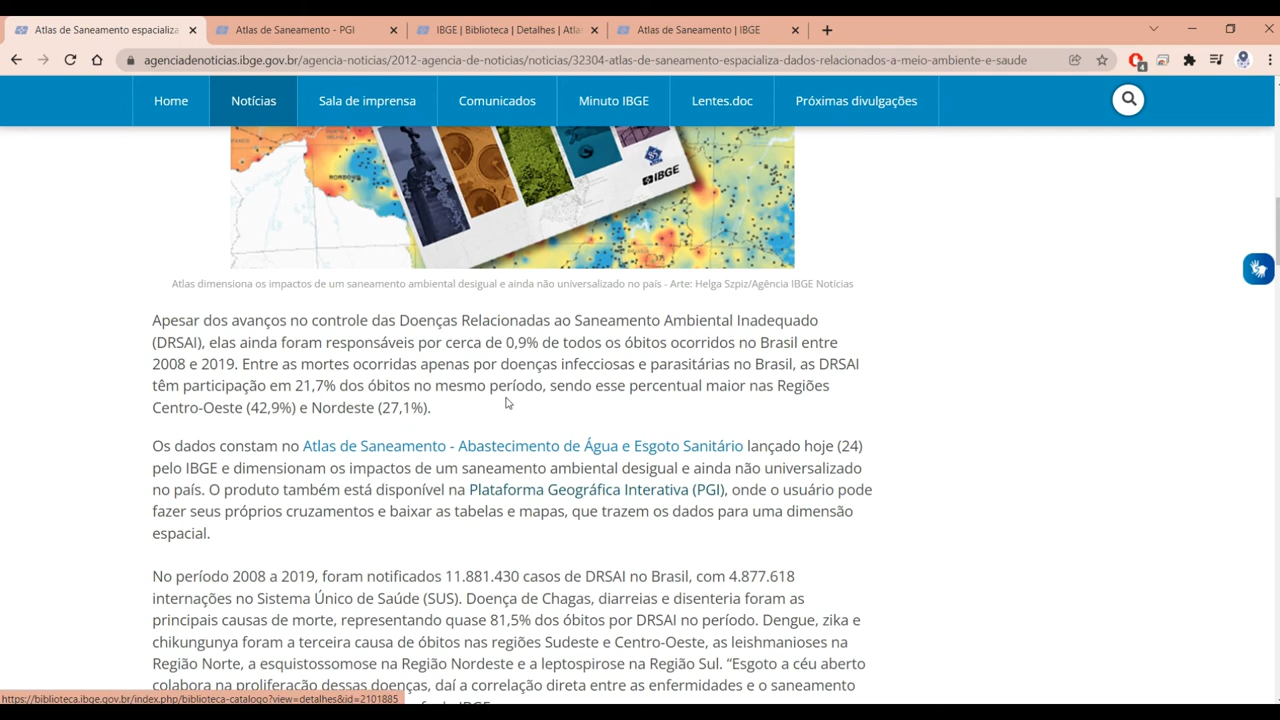 Atlas de Saneamento espacializa
Atlas de Saneamento - PGI
IBGE | Biblioteca | Detalhes | Atla
Atlas de Saneamento | IBGE
agenciadenoticias.ibge.gov.br/agencia-noticias/2012-agencia-de-noticias/noticias/32304-atlas-de-saneamento-espacializa-dados-relacionados-a-meio-ambiente-e-saude
4
Home
Notícias
Sala de imprensa
Comunicados
Minuto IBGE
Lentes.doc
Próximas divulgações
IBGE
Atlas dimensiona os impactos de um saneamento ambiental desigual e ainda não universalizado no país - Arte: Helga Szpiz/Agência IBGE Notícias
Apesar dos avanços no controle das Doenças Relacionadas ao Saneamento Ambiental Inadequado
(DRSAI), elas ainda foram responsáveis por cerca de 0,9% de todos os óbitos ocorridos no Brasil entre
2008 e 2019. Entre as mortes ocorridas apenas por doenças infecciosas e parasitárias no Brasil, as DRSAI
têm participação em 21,7% dos óbitos no mesmo período, sendo esse percentual maior nas Regiões
Centro-Oeste (42,9%) e Nordeste (27,1%).
Os dados constam no Atlas de Saneamento - Abastecimento de Água e Esgoto Sanitário lançado hoje (24)
pelo IBGE e dimensionam os impactos de um saneamento ambiental desigual e ainda não universalizado
no país. O produto também está disponível na Plataforma Geográfica Interativa (PGI), onde o usuário pode
fazer seus próprios cruzamentos e baixar as tabelas e mapas, que trazem os dados para uma dimensão
espacial.
No período 2008 a 2019, foram notificados 11.881.430 casos de DRSAI no Brasil, com 4.877.618
internações no Sistema Único de Saúde (SUS). Doença de Chagas, diarreias e disenteria foram as
principais causas de morte, representando quase 81,5% dos óbitos por DRSAI no período. Dengue, zika e
chikungunya foram a terceira causa de óbitos nas regiões Sudeste e Centro-Oeste, as leishmanioses na
Região Norte, a esquistossomose na Região Nordeste e a leptospirose na Região Sul. “Esgoto a céu aberto
colabora na proliferação dessas doenças, daí a correlação direta entre as enfermidades e o saneamento
https://biblioteca.ibge.gov.br/index.php/biblioteca-catalogo?view=detalhes&id=2101885